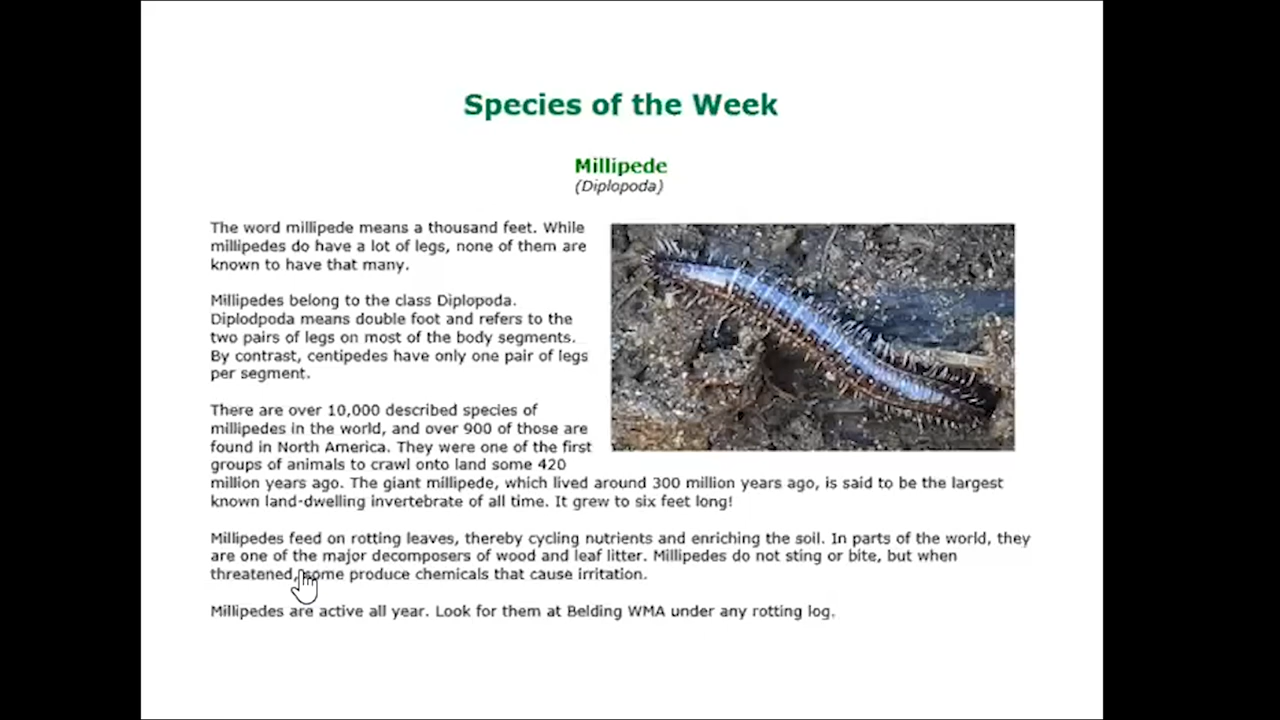 Species of the Week
Millipede
(Diplopoda)
The word millipede means a thousand feet. While
millipedes do have a lot of legs, none of them are
known to have that many.
Millipedes belong to the class Diplopoda.
Diplodpoda means double foot and refers to the
two pairs of legs on most of the body segments.
By contrast, centipedes have only one pair of legs
per segment.
There are over 10,000 described species of
millipedes in the world, and over 900 of those are
found in North America. They were one of the first
groups of animals to crawl onto land some 420
million years ago. The giant millipede, which lived around 300 million years ago, is said to be the largest
known land-dwelling invertebrate of all time. It grew to six feet long!
Millipedes feed on rotting leaves, thereby cycling nutrients and enriching the soil. In parts of the world, they
are one of the major decomposers of wood and leaf litter. Millipedes do not sting or bite, but when
threatened, some produce chemicals that cause irritation.
Millipedes are active all year. Look for them at Belding WMA under any rotting log.